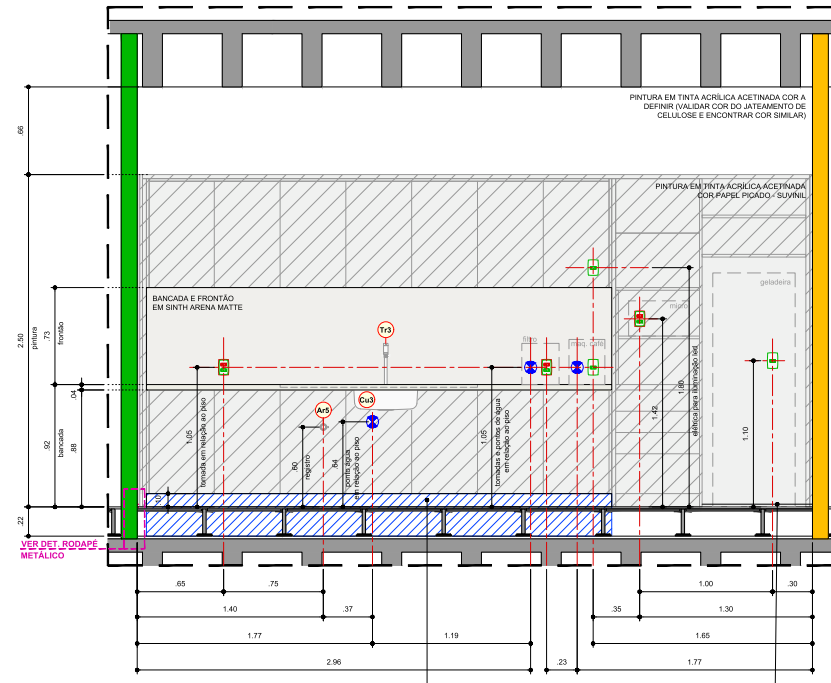 PINTURA EM TINTA ACRÍLICA ACETINADA COR A
DEFINIR (VALIDAR COR DO JATEAMENTO DE
CELULOSE E ENCONTRAR COR SIMILAR)
.66
PINTURA EM TINTA ACRÍLICA ACETINADA
COR PAPEL PICADO - SUVINIL
geladeira
BANCADA E FRONTÃO
EM SINTH ARENA MATTE
micro
2.50
pintura
.73
frontão
Tr3
filtro
maq. café
.04
.92
bancada
.88
1.05
tomada em relação ao piso
Ar5
Cu3
.60
registro
.64
ponto água
em relação ao piso
1.05
tomadas e pontos de água
em relação ao piso
1.42
1.80
elétrica para iluminação led
1.10
.10
.22
VER DET. RODAPÉ
METÁLICO
.65
.75
1.00
.30
1.40
.37
.35
1.30
1.77
1.19
1.65
2.96
.23
1.77